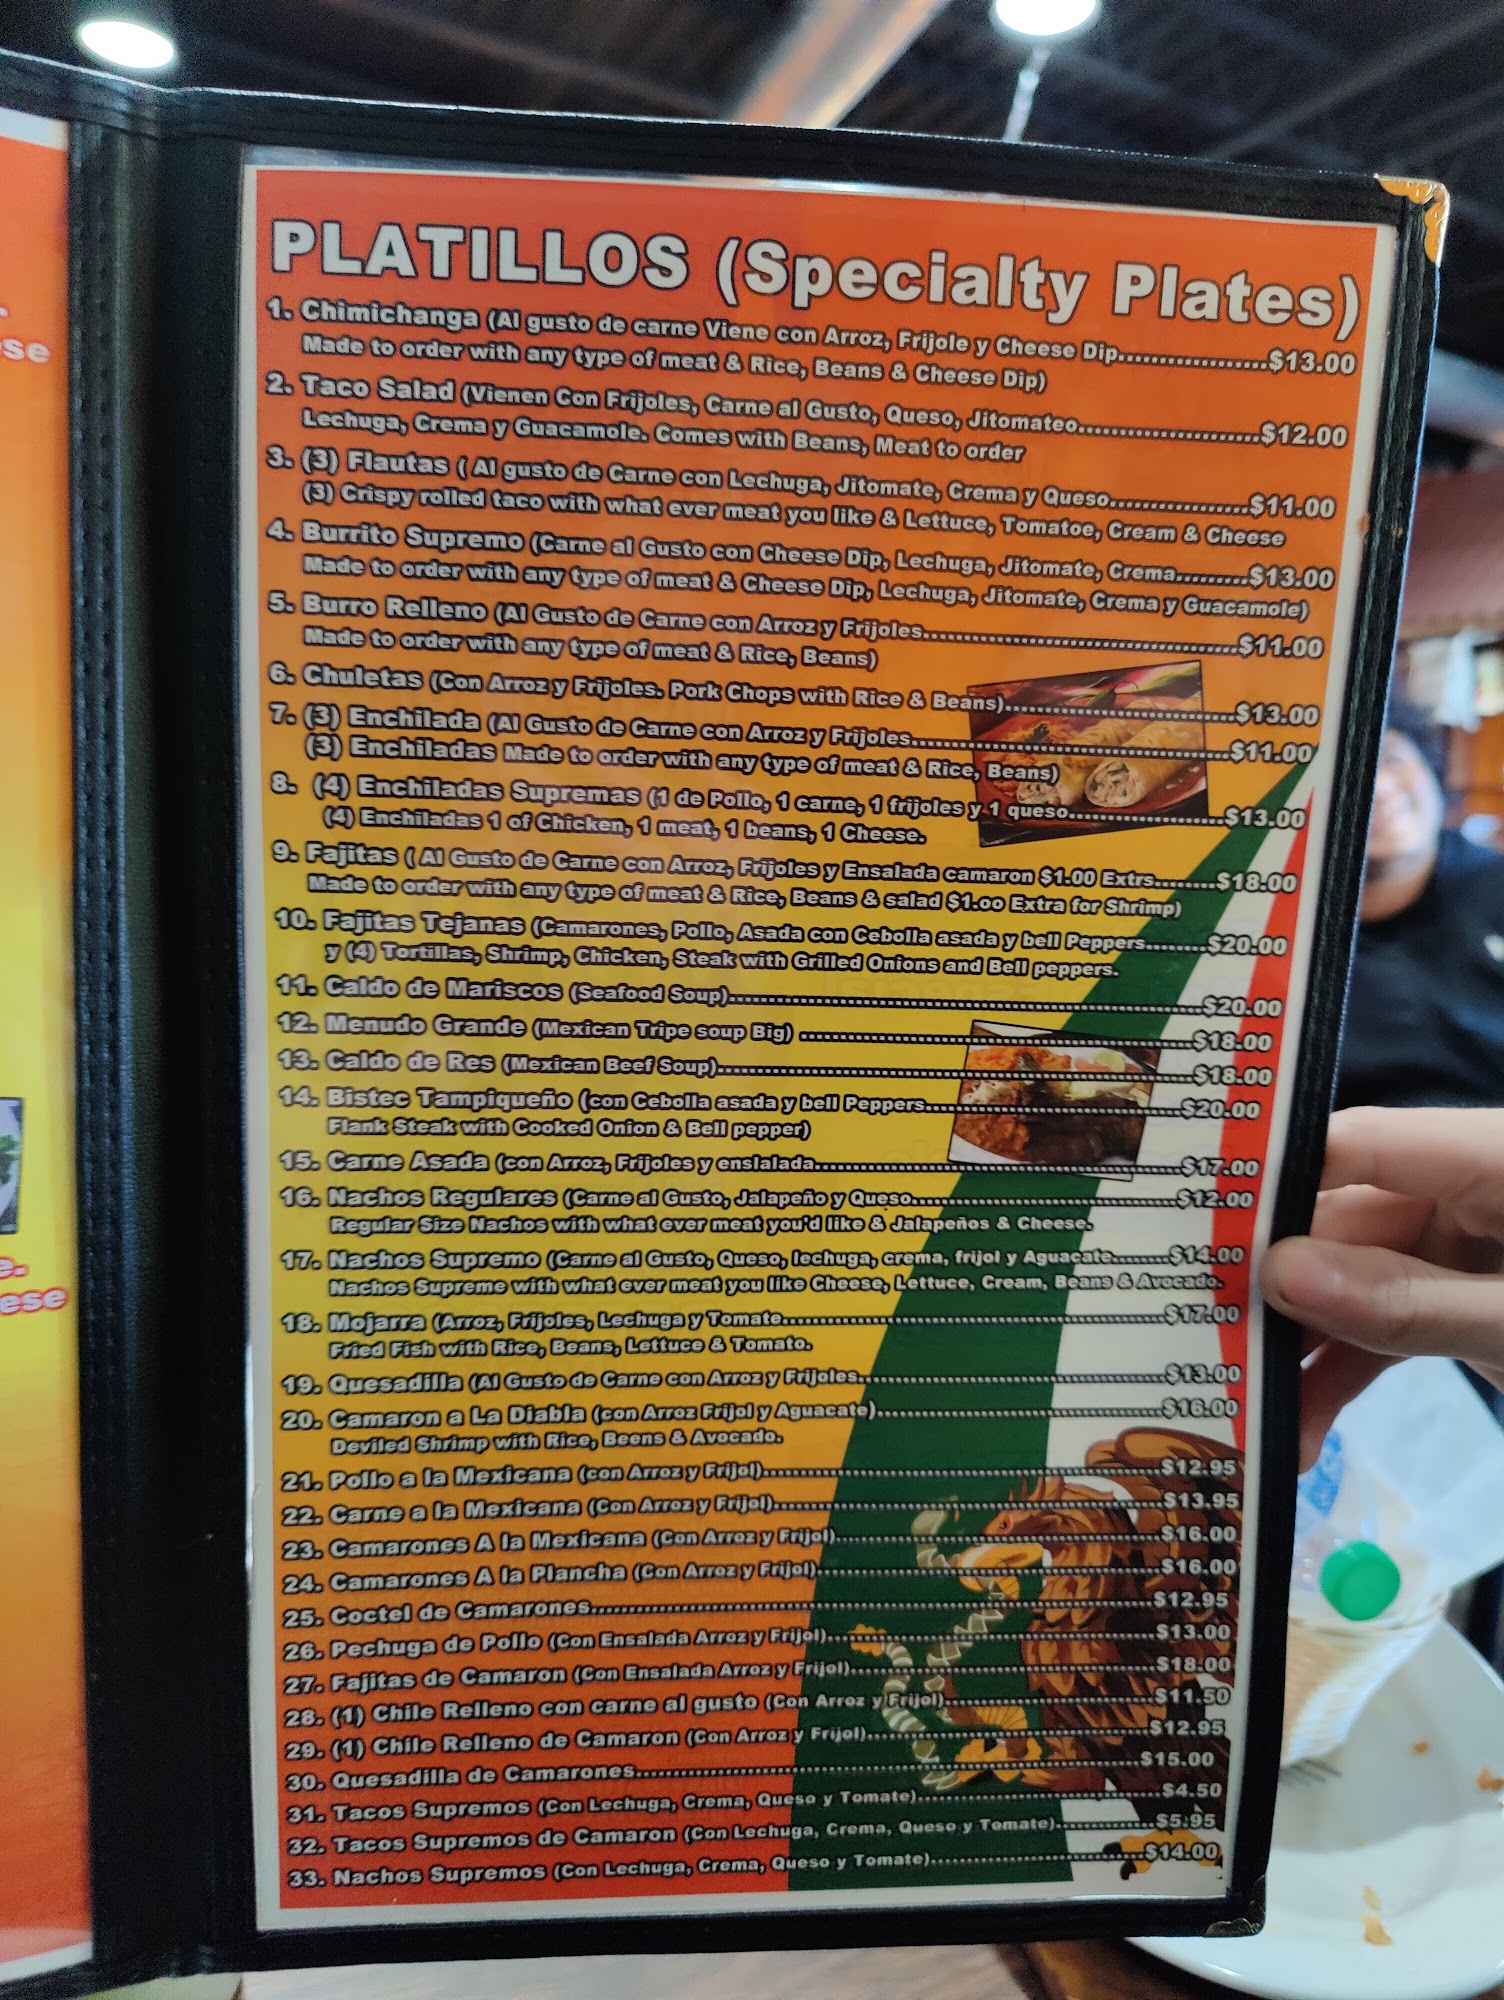 se
e.
ese
PLATILLOS (Specialty Plates)
1. Chimichanga (Al gusto de carne Viene con Arroz, Frijole y Cheese Dip..................$13.00
Made to order with any type of meat & Rice, Beans & Cheese Dip)
2. Taco Salad (Vienen Con Frijoles, Carne al Gusto, Queso, Jitomateo......................$12.00
Lechuga, Crema y Guacamole. Comes with Beans, Meat to order
3. (3) Flautas ( Al gusto de Carne con Lechuga, Jitomate, Crema y Queso.................$11.00
(3) Crispy rolled taco with what ever meat you like & Lettuce, Tomatoe, Cream & Cheese
4. Burrito Supremo (Carne al Gusto con Cheese Dip, Lechuga, Jitomate, Crema.........$13.00
Made to order with any type of meat & Cheese Dip, Lechuga, Jitomate, Crema y Guacamole)
5. Burro Relleno (Al Gusto de Carne con Arroz y Frijoles.......................................$11.00
Made to order with any type of meat & Rice, Beans)
6. Chuletas (Con Arroz y Frijoles. Pork Chops with Rice & Beans)............................$13.00
7. (3) Enchilada (Al Gusto de Carne con Arroz y Frijoles.......................................$11.00
(3) Enchiladas Made to order with any type of meat & Rice, Beans)
8. (4) Enchiladas Supremas (1 de Pollo, 1 carne, 1 frijoles y 1 queso...................$13.00
(4) Enchiladas 1 of Chicken, 1 meat, 1 beans, 1 Cheese.
9. Fajitas ( Al Gusto de Carne con Arroz, Frijoles y Ensalada camaron $1.00 Extrs........$18.00
Made to order with any type of meat & Rice, Beans & salad $1.oo Extra for Shrimp)
10. Fajitas Tejanas (Camarones, Pollo, Asada con Cebolla asada y bell Peppers........$20.00
y (4) Tortillas, Shrimp, Chicken, Steak with Grilled Onions and Bell peppers.
11. Caldo de Mariscos (Seafood Soup)..........................................................$20.00
12. Menudo Grande (Mexican Tripe soup Big) ................................................$18.00
13. Caldo de Res (Mexican Beef Soup)..........................................................$18.00
14. Bistec Tampiqueño (con Cebolla asada y bell Peppers................................$20.00
Flank Steak with Cooked Onion & Bell pepper)
15. Carne Asada (con Arroz, Frijoles y enslalada.............................................$17.00
16. Nachos Regulares (Carne al Gusto, Jalapeño y Queso................................$12.00
Regular Size Nachos with what ever meat you'd like & Jalapeños & Cheese.
17. Nachos Supremo (Carne al Gusto, Queso, lechuga, crema, frijol y Aguacate........$14.00
Nachos Supreme with what ever meat you like Cheese, Lettuce, Cream, Beans & Avocado.
18. Mojarra (Arroz, Frijoles, Lechuga y Tomate...............................................$17.00
Fried Fish with Rice, Beans, Lettuce & Tomato.
19. Quesadilla (Al Gusto de Carne con Arroz y Frijoles.....................................$13.00
20. Camaron a La Diabla (con Arroz Frijol y Aguacate)...................................$16.00
Deviled Shrimp with Rice, Beens & Avocado.
21. Pollo a la Mexicana (con Arroz y Frijol)..................................................$12.95
22. Carne a la Mexicana (Con Arroz y Frijol)................................................$13.95
23. Camarones A la Mexicana (Con Arroz y Frijol).........................................$16.00
24. Camarones A la Plancha (Con Arroz y Frijol)...........................................$16.00
25. Coctel de Camarones.........................................................................$12.95
26. Pechuga de Pollo (Con Ensalada Arroz y Frijol).........................................$13.00
27. Fajitas de Camaron (Con Ensalada Arroz y Frijol)......................................$18.00
28. (1) Chile Relleno con carne al gusto (Con Arroz y Frijol)...........................$11.50
29. (1) Chile Relleno de Camaron (Con Arroz y Frijol)....................................$12.95
30. Quesadilla de Camarones...................................................................$15.00
31. Tacos Supremos (Con Lechuga, Crema, Queso y Tomate)...............................$4.50
32. Tacos Supremos de Camaron (Con Lechuga, Crema, Queso y Tomate)..............$5.95
33. Nachos Supremos (Con Lechuga, Crema, Queso y Tomate)...........................$14.00